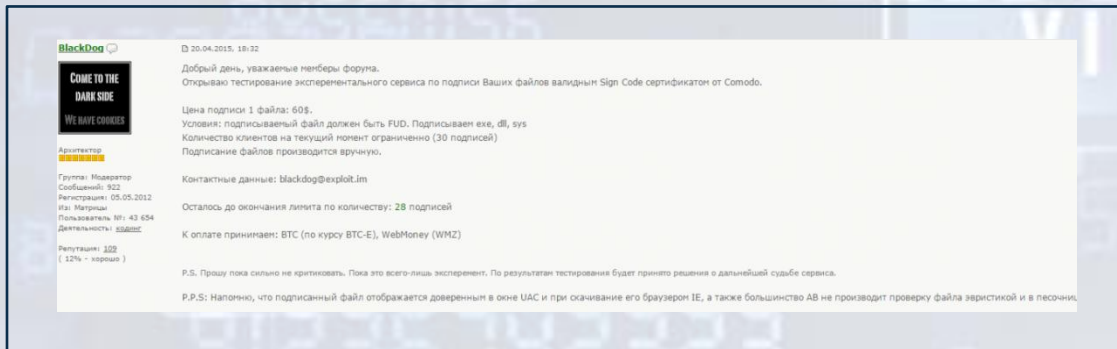 BlackDog
20.04.2015, 18:32
COME TO THE
DARK SIDE
WE HAVE COOKIES
Архитектор
Группа: Модератор
Сообщений: 922
Регистрация: 05.05.2012
Из: Матрицы
Пользователь №: 43 654
Деятельность: кодинг
Репутация: 109
( 12% - хорошо )
Добрый день, уважаемые мемберы форума.
Открываю тестирование эксперементального сервиса по подписи Ваших файлов валидным Sign Code сертификатом от Comodo.
Цена подписи 1 файла: 60$.
Условия: подписываемый файл должен быть FUD. Подписываем exe, dll, sys
Количество клиентов на текущий момент ограниченно (30 подписей)
Подписание файлов производится вручную.
Контактные данные: blackdog@exploit.im
Осталось до окончания лимита по количеству: 28 подписей
К оплате принимаем: BTC (по курсу BTC-E), WebMoney (WMZ)
P.S. Прошу пока сильно не критиковать. Пока это всего-лишь эксперемент. По результатам тестирования будет принято решения о дальнейшей судьбе сервиса.
P.P.S: Напомню, что подписанный файл отображается доверенным в окне UAC и при скачивание его браузером IE, а также большинство АВ не производит проверку файла эвристикой и в песочниц